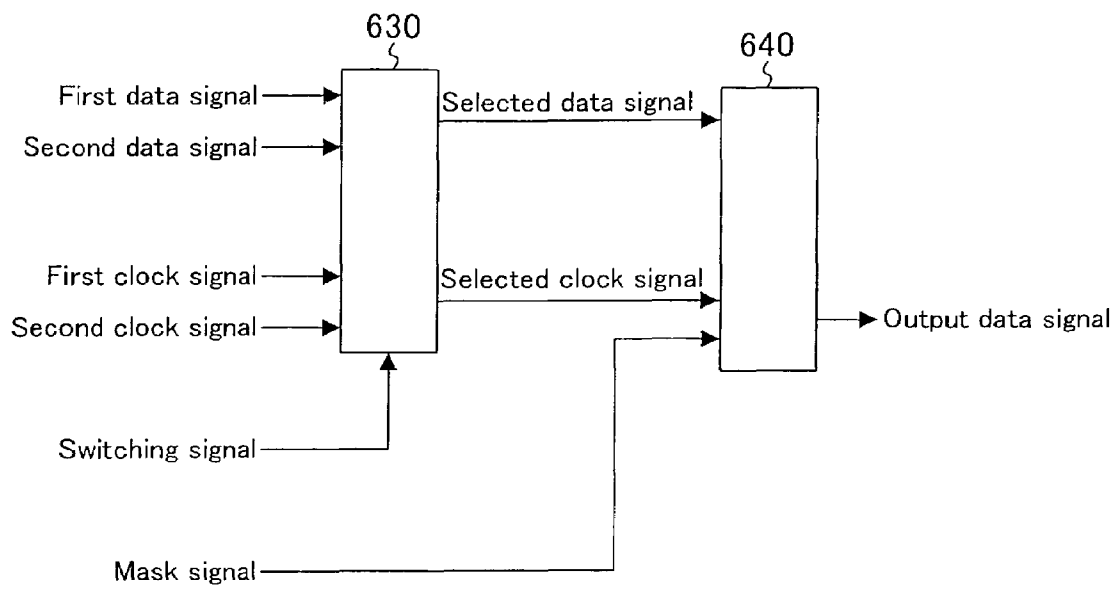 630
640
First data signal
Selected data signal
Second data signal
First clock signal
Selected clock signal
Second clock signal
Output data signal
Switching signal
Mask signal